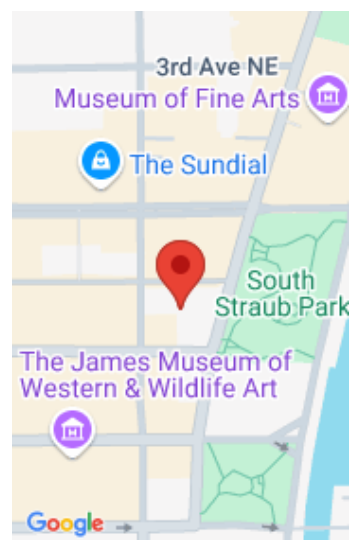 3rd Ave NE
Museum of Fine Arts
The Sundial
South
Straub Park
The James Museum of
Western & Wildlife Art
Google